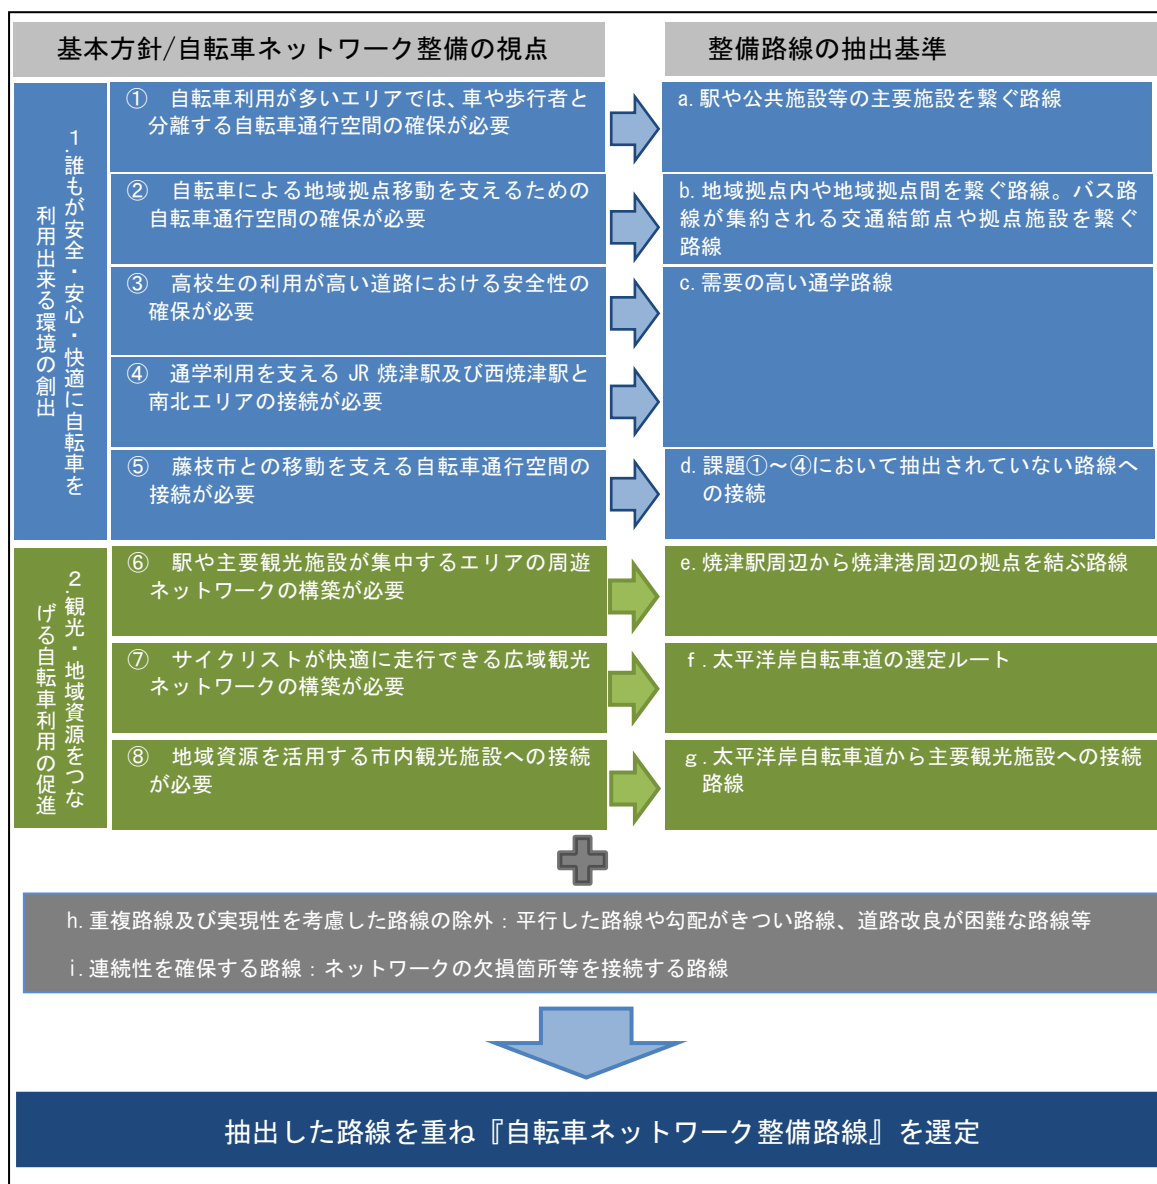 基本方針/自転車ネットワーク整備の視点
整備路線の抽出基準
1.誰もが安全・安心・快適に自転車を
利用出来る環境の創出
① 自転車利用が多いエリアでは、車や歩行者と
分離する自転車通行空間の確保が必要
a.駅や公共施設等の主要施設を繋ぐ路線
② 自転車による地域拠点移動を支えるための
自転車通行空間の確保が必要
b.地域拠点内や地域拠点間を繋ぐ路線。バス路
線が集約される交通結節点や拠点施設を繋ぐ
路線
③ 高校生の利用が高い道路における安全性の
確保が必要
c.需要の高い通学路線
④ 通学利用を支える JR 焼津駅及び西焼津駅と
南北エリアの接続が必要
⑤ 藤枝市との移動を支える自転車通行空間の
接続が必要
d.課題①～④において抽出されていない路線へ
の接続
2.観光・地域資源をつな
げる自転車利用の促進
⑥ 駅や主要観光施設が集中するエリアの周遊
ネットワークの構築が必要
e.焼津駅周辺から焼津港周辺の拠点を結ぶ路線
⑦ サイクリストが快適に走行できる広域観光
ネットワークの構築が必要
f.太平洋岸自転車道の選定ルート
⑧ 地域資源を活用する市内観光施設への接続
が必要
g.太平洋岸自転車道から主要観光施設への接続
路線
h.重複路線及び実現性を考慮した路線の除外：平行した路線や勾配がきつい路線、道路改良が困難な路線等
i.連続性を確保する路線：ネットワークの欠損箇所等を接続する路線
抽出した路線を重ね『自転車ネットワーク整備路線』を選定